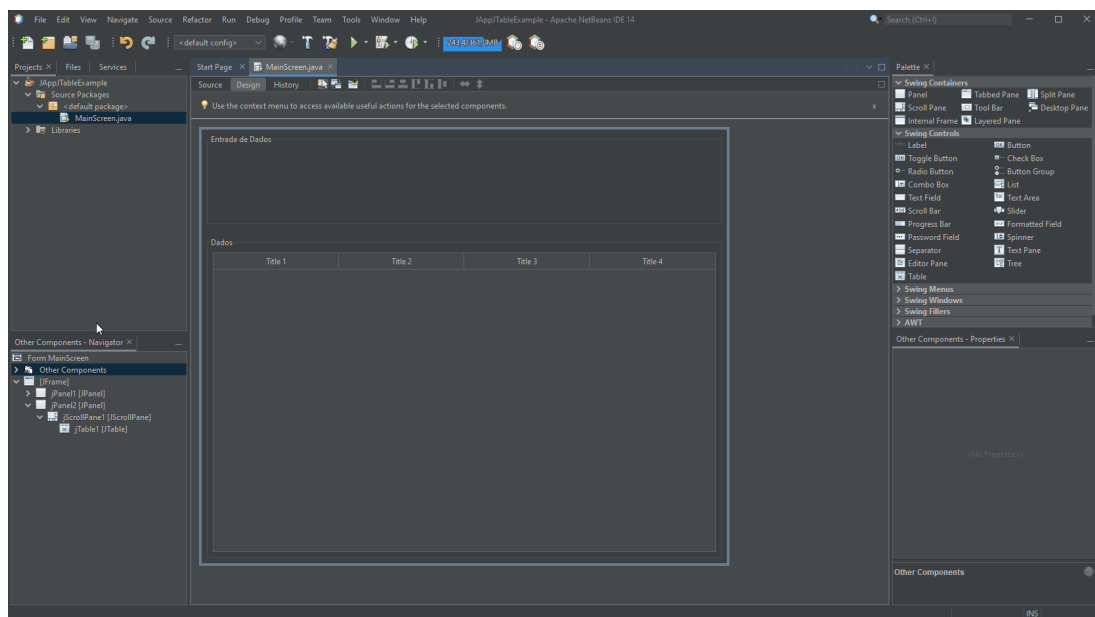 File Edit View Navigate Source Refactor Run Debug Profile Team Tools Window Help JAppJTableExample - Apache NetBeans IDE 14 Search (Ctrl+I)
<default config> 243,4/361,0MB
Projects Files Services
JAppJTableExample
Source Packages
<default package>
MainScreen.java
Libraries
Other Components - Navigator
Form MainScreen
Other Components
[JFrame]
jPanel1 [JPanel]
jPanel2 [JPanel]
jScrollPane1 [JScrollPane]
jTable1 [JTable]
Start Page MainScreen.java
Source Design History
Use the context menu to access available useful actions for the selected components. x
Entrada de Dados
Dados
Title 1 Title 2 Title 3 Title 4
Palette
Swing Containers
Panel Tabbed Pane Split Pane
Scroll Pane Tool Bar Desktop Pane
Internal Frame Layered Pane
Swing Controls
Label Button
Toggle Button Check Box
Radio Button Button Group
Combo Box List
Text Field Text Area
Scroll Bar Slider
Progress Bar Formatted Field
Password Field Spinner
Separator Text Pane
Editor Pane Tree
Table
Swing Menus
Swing Windows
Swing Fillers
AWT
Other Components - Properties
<No Properties>
Other Components
INS